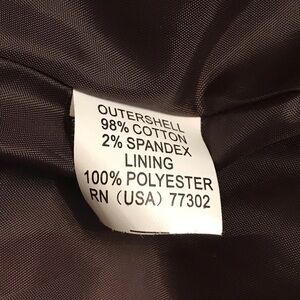 OUTERSHELL
98% COTTON
2% SPANDEX
LINING
100% POLYESTER
RN (USA) 77302